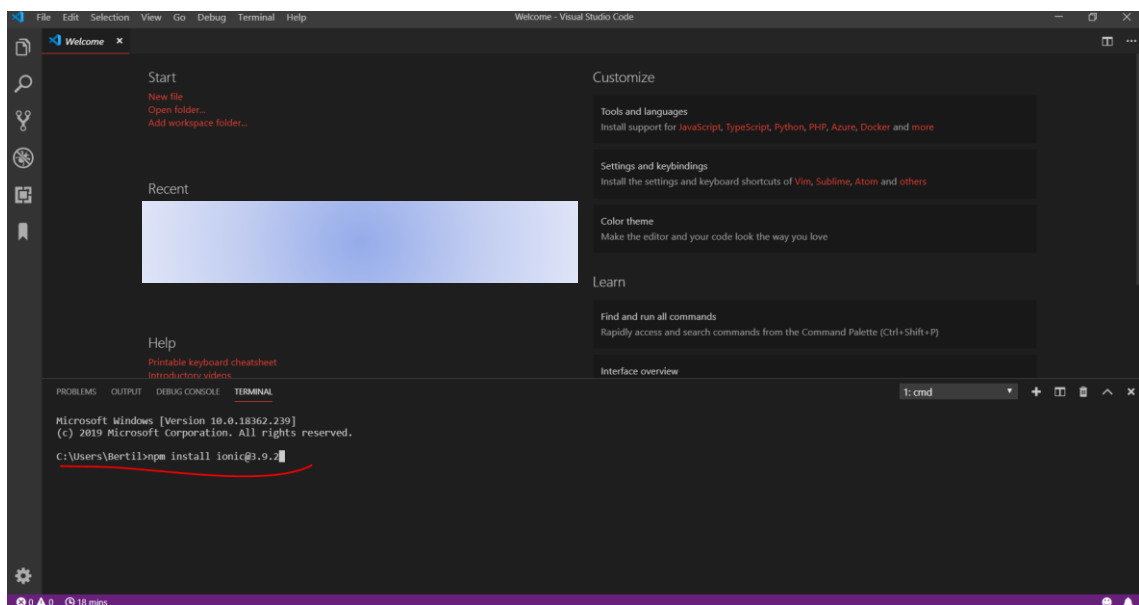 File Edit Selection View Go Debug Terminal Help
Welcome - Visual Studio Code
Welcome
Start
New file
Open folder...
Add workspace folder...
Recent
Help
Printable keyboard cheatsheet
Introductory videos
Customize
Tools and languages
Install support for JavaScript, TypeScript, Python, PHP, Azure, Docker and more
Settings and keybindings
Install the settings and keyboard shortcuts of Vim, Sublime, Atom and others
Color theme
Make the editor and your code look the way you love
Learn
Find and run all commands
Rapidly access and search commands from the Command Palette (Ctrl+Shift+P)
Interface overview
PROBLEMS OUTPUT DEBUG CONSOLE TERMINAL
1: cmd
Microsoft Windows [Version 10.0.18362.239]
(c) 2019 Microsoft Corporation. All rights reserved.
C:\Users\Bertil>npm install ionic@3.9.2
0 0 18 mins